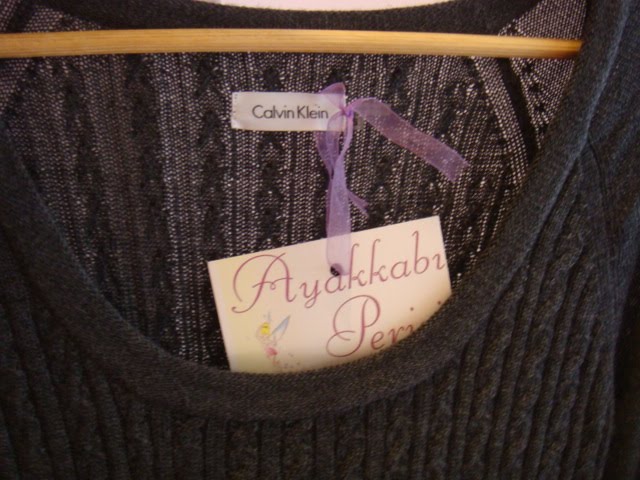 Calvin Klein
Ayakkabı
Perisi